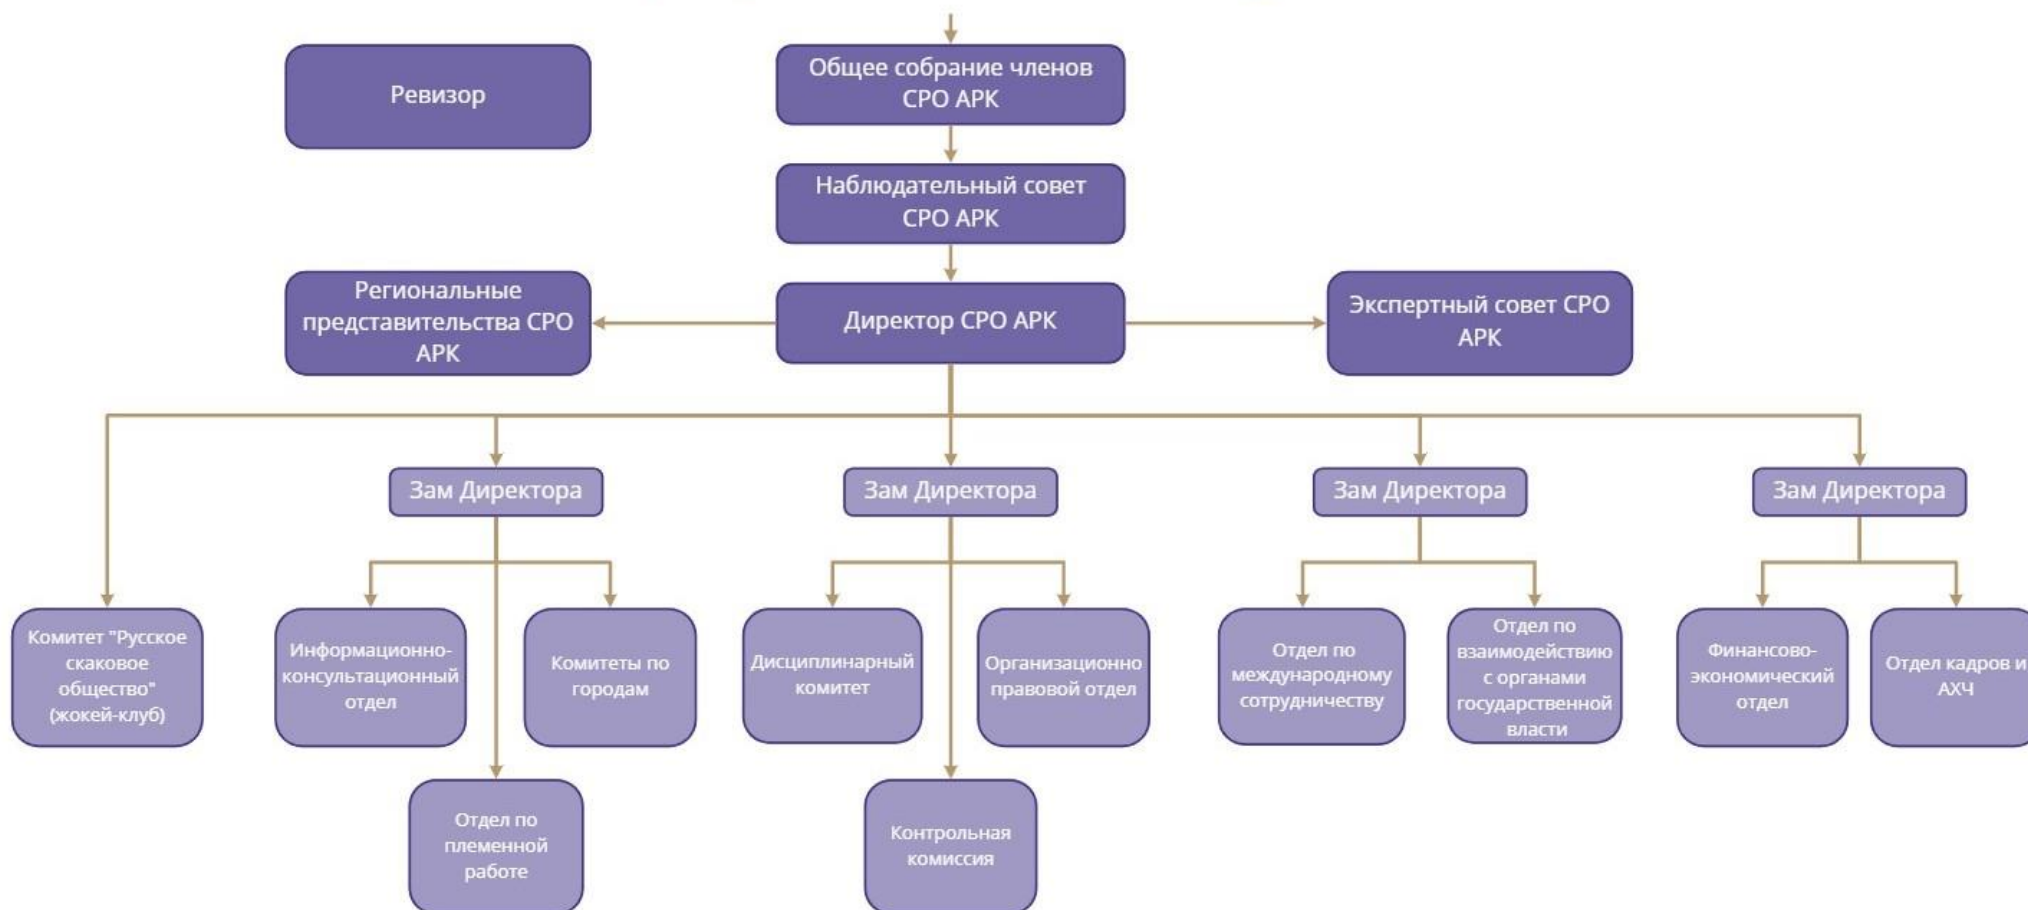 Ревизор
Общее собрание членов
СРО АРК
Наблюдательный совет
СРО АРК
Региональные
представительства СРО
АРК
Директор СРО АРК
Экспертный совет СРО
АРК
Зам Директора
Зам Директора
Зам Директора
Зам Директора
Комитет "Русское
скаковое
общество"
(жокей-клуб)
Информационно-
консультационный
отдел
Комитеты по
городам
Дисциплинарный
комитет
Организационно
правовой отдел
Отдел по
международному
сотрудничеству
Отдел по
взаимодействию
с органами
государственной
власти
Финансово-
экономический
отдел
Отдел кадров и
АХЧ
Отдел по
племенной
работе
Контрольная
комиссия